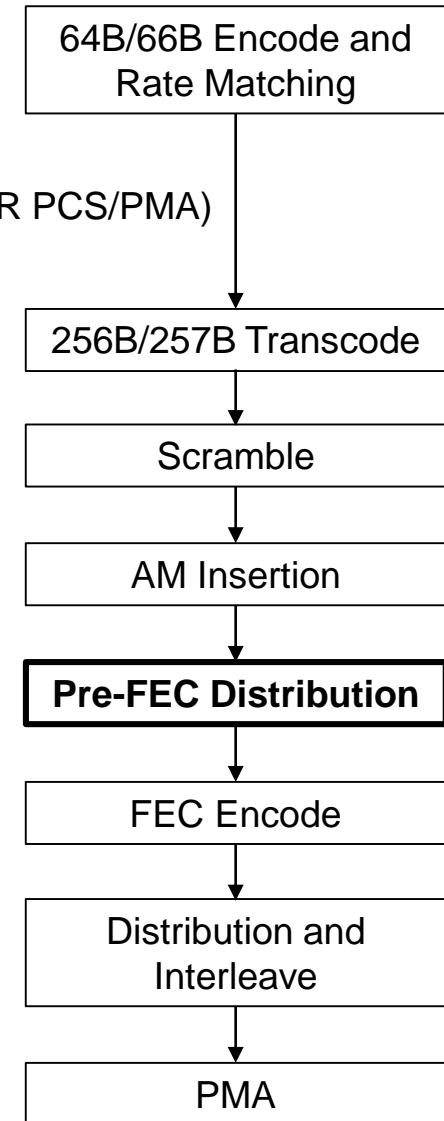 64B/66B Encode and
Rate Matching
R PCS/PMA)
256B/257B Transcode
Scramble
AM Insertion
Pre-FEC Distribution
FEC Encode
Distribution and
Interleave
PMA